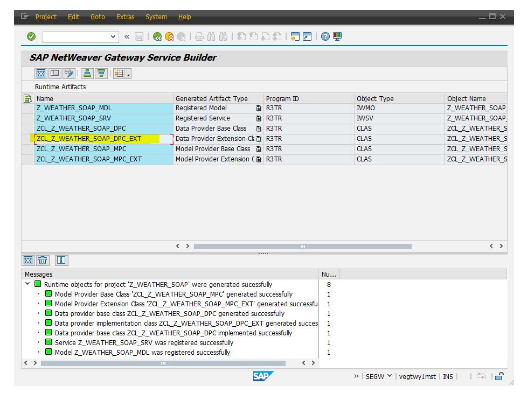 Project Edit Goto Extras System Help
SAP NetWeaver Gateway Service Builder
Runtime Artifacts
Name Generated Artifact Type Program ID Object Type Object Name
Z_WEATHER_SOAP_MDL Registered Model R3TR IWMO Z_WEATHER_SOAP
Z_WEATHER_SOAP_SRV Registered Service R3TR IWSV Z_WEATHER_SOAP
ZCL_Z_WEATHER_SOAP_DPC Data Provider Base Class R3TR CLAS ZCL_Z_WEATHER_S
ZCL_Z_WEATHER_SOAP_DPC_EXT Data Provider Extension Cl R3TR CLAS ZCL_Z_WEATHER_S
ZCL_Z_WEATHER_SOAP_MPC Model Provider Base Class R3TR CLAS ZCL_Z_WEATHER_S
ZCL_Z_WEATHER_SOAP_MPC_EXT Model Provider Extension C R3TR CLAS ZCL_Z_WEATHER_S
Messages Nu...
Runtime objects for project 'Z_WEATHER_SOAP' were generated sucessfully 8
Model Provider Base Class 'ZCL_Z_WEATHER_SOAP_MPC' generated successfully 1
Model Provider Extension Class 'ZCL_Z_WEATHER_SOAP_MPC_EXT' generated successfu 1
Data provider base class ZCL_Z_WEATHER_SOAP_DPC generated successfully 1
Data provider implementation class ZCL_Z_WEATHER_SOAP_DPC_EXT generated succes 1
Data provider base class ZCL_Z_WEATHER_SOAP_DPC implemented successfully 1
Service Z_WEATHER_SOAP_SRV was registered successfully 1
Model Z_WEATHER_SOAP_MDL was registered successfully 1
SAP SEGW vegtwy1mst INS